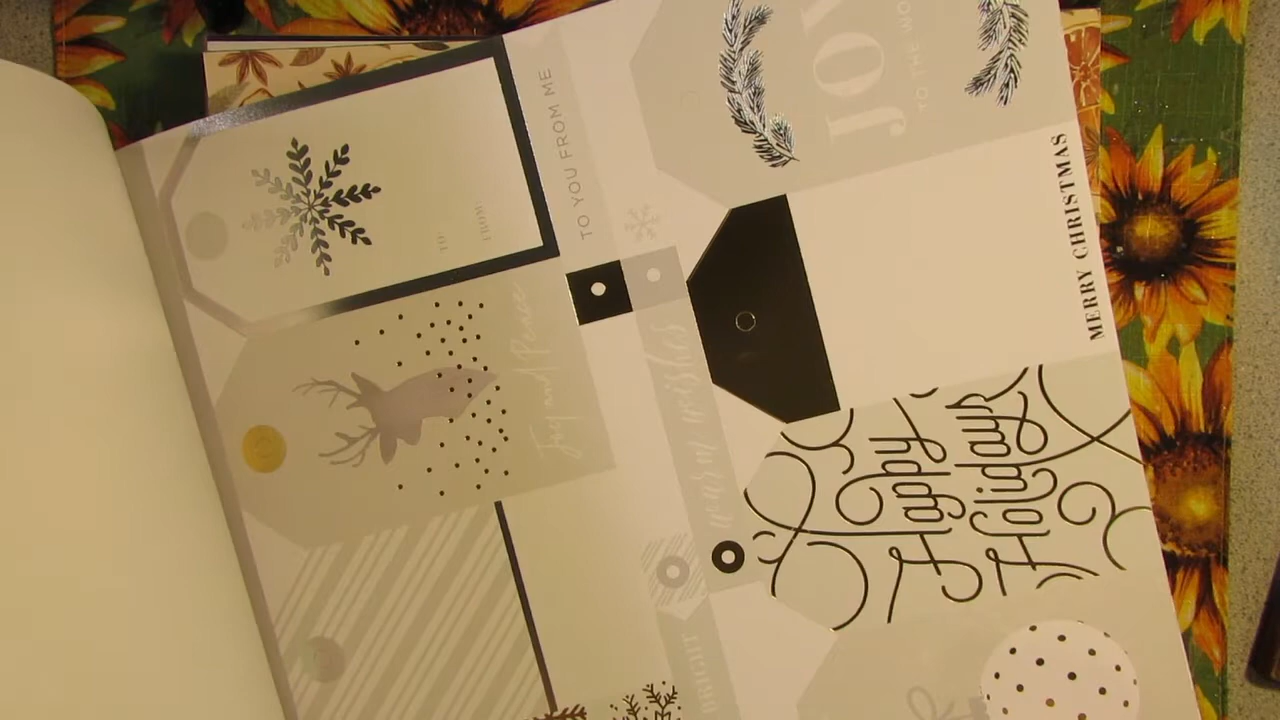 TO:
FROM:
TO YOU FROM ME
Joy and Peace
warm wishes
BRIGHT
JOY
TO THE WO
MERRY CHRISTMAS
Happy
Holidays